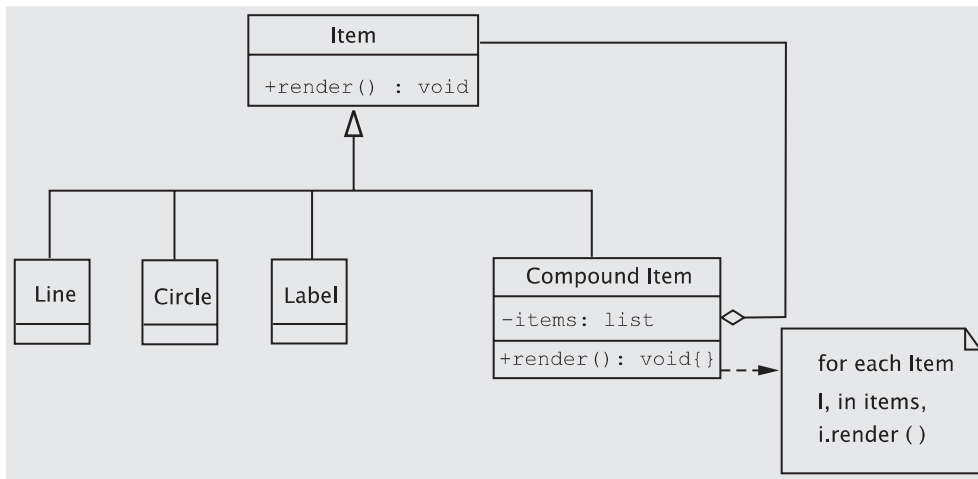 Item
+render() : void
Line
Circle
Label
Compound Item
-items: list
+render(): void{}
for each Item
I, in items,
i.render ( )